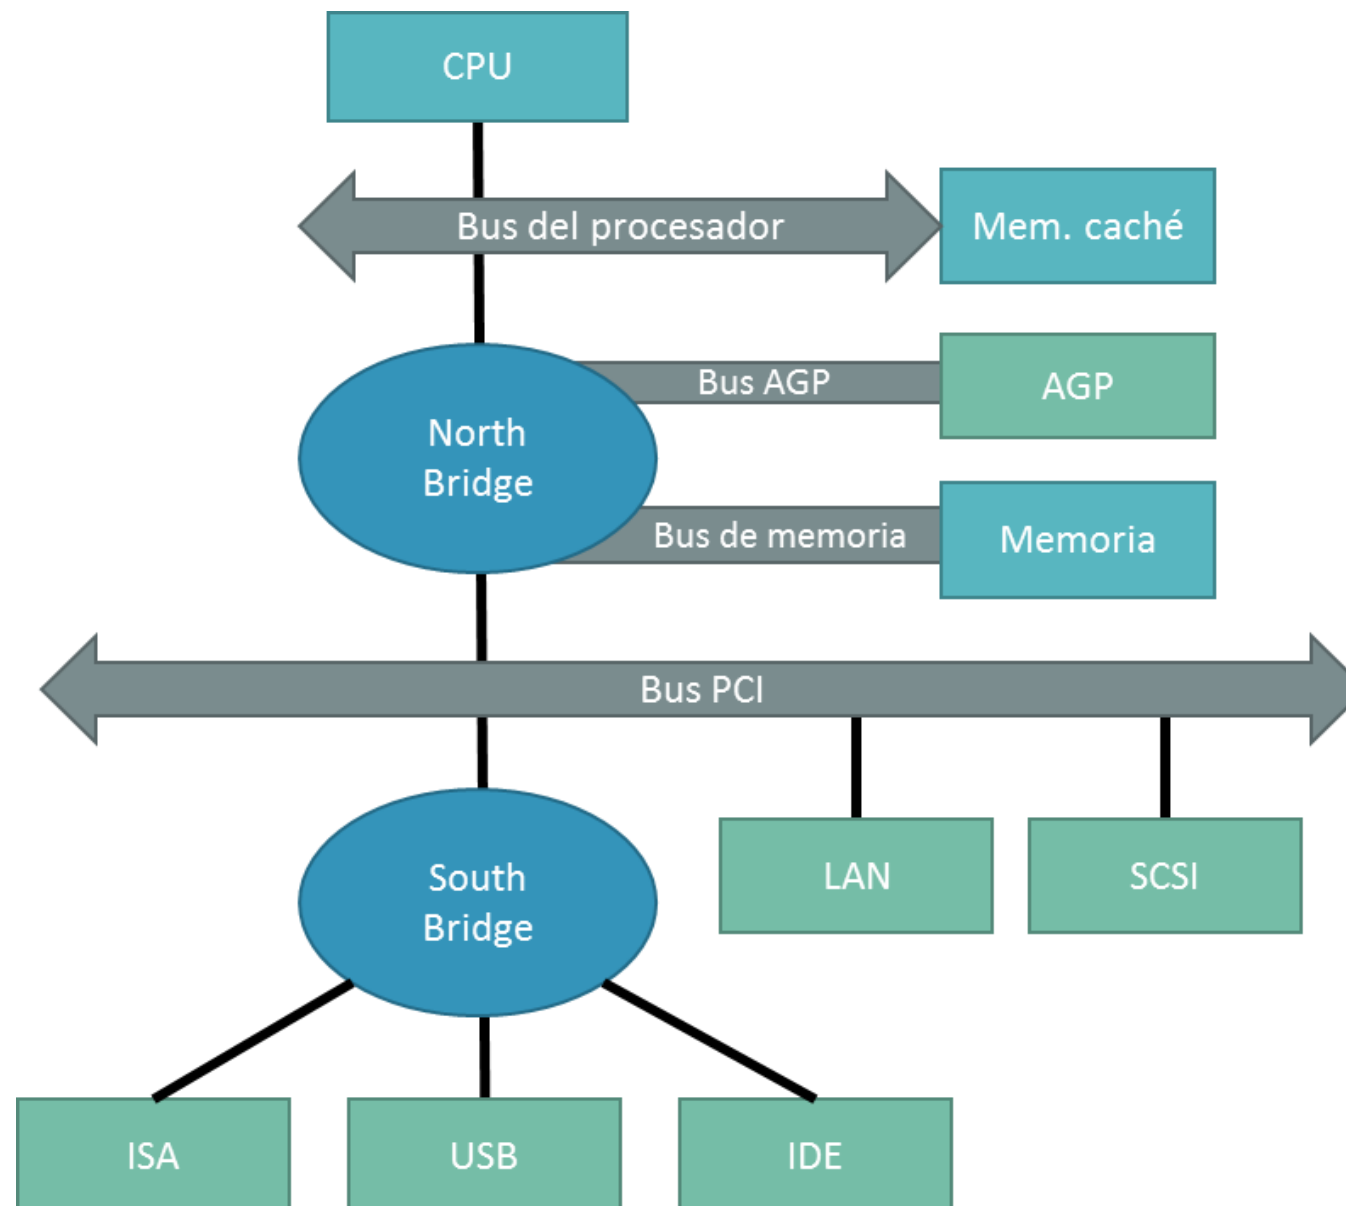 CPU
Bus del procesador
Mem. caché
Bus AGP
AGP
North
Bridge
Bus de memoria
Memoria
Bus PCI
South
Bridge
LAN
SCSI
ISA
USB
IDE